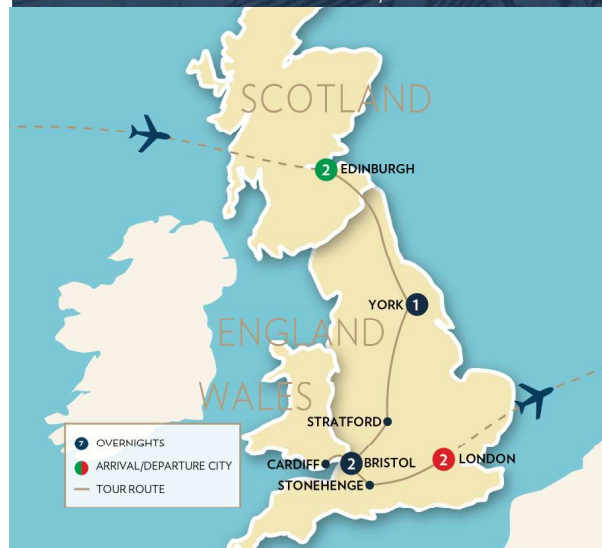 SCOTLAND
2 EDINBURGH
YORK 1
ENGLAND
WALES
STRATFORD
CARDIFF 2 BRISTOL
2 LONDON
STONEHENGE
7 OVERNIGHTS
ARRIVAL/DEPARTURE CITY
TOUR ROUTE